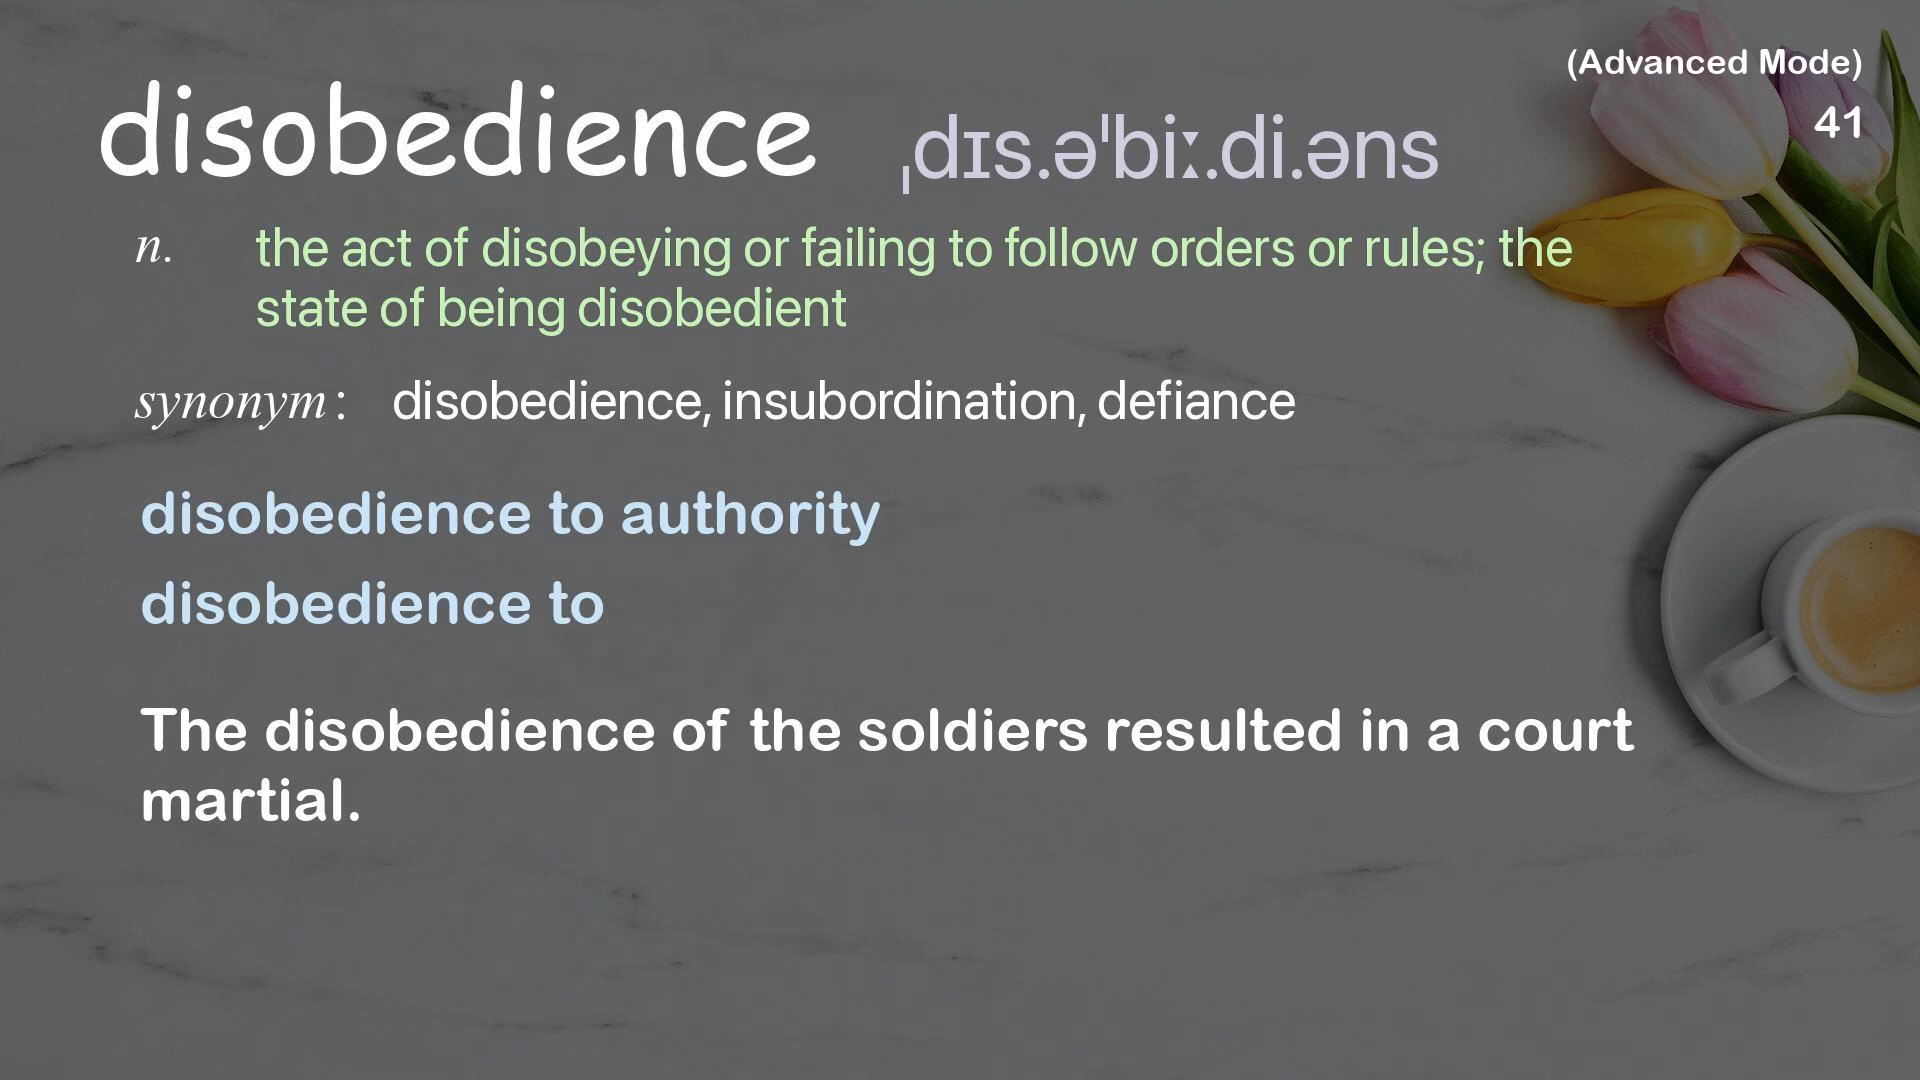 (Advanced Mode)
41
disobedience ˌdɪs.əˈbiː.di.əns
n. the act of disobeying or failing to follow orders or rules; the
state of being disobedient
synonym : disobedience, insubordination, defiance
disobedience to authority
disobedience to
The disobedience of the soldiers resulted in a court
martial.